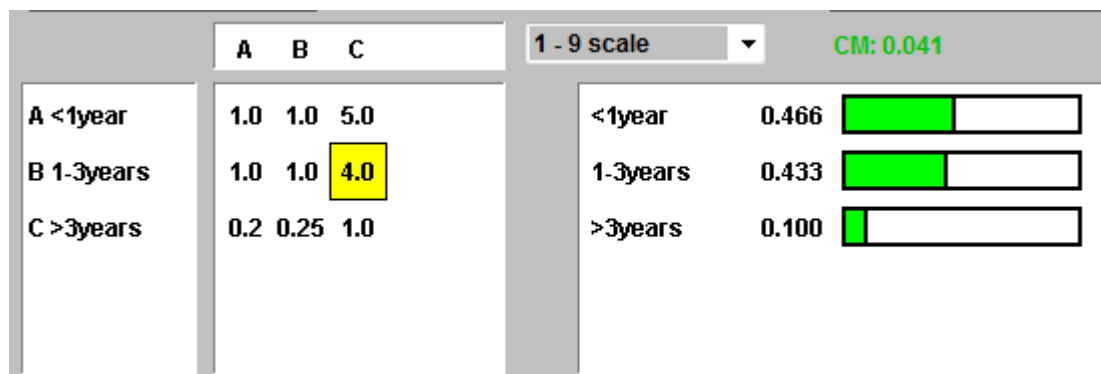 A B C 1 - 9 scale CM: 0.041
A <1year 1.0 1.0 5.0 <1year 0.466
B 1-3years 1.0 1.0 4.0 1-3years 0.433
C >3years 0.2 0.25 1.0 >3years 0.100